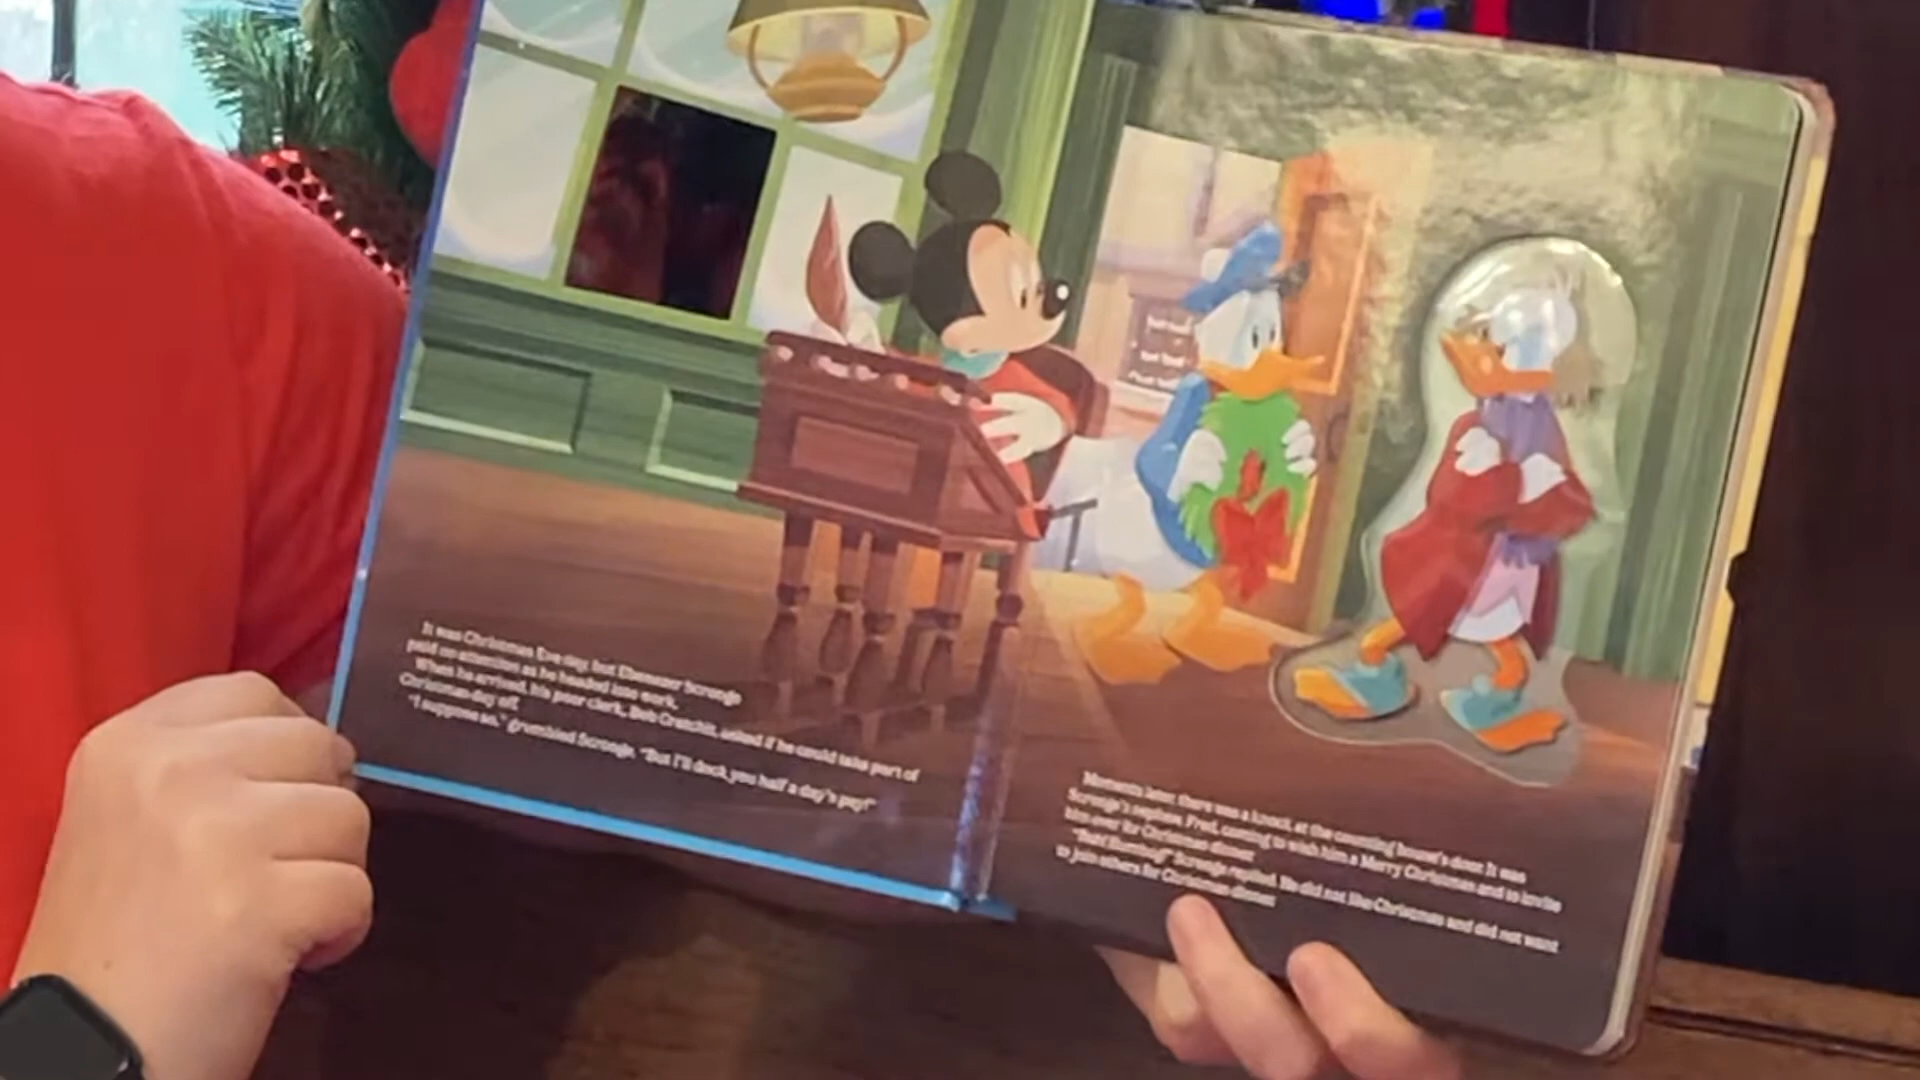 It was Christmas Eve day, but Ebenezer Scrooge
paid no attention as he headed into work.
When he arrived, his poor clerk, Bob Cratchit, asked if he could take part of
Christmas day off.
"I suppose so," grumbled Scrooge. "But I'll dock you half a day's pay!"
Moments later, there was a knock at the counting house's door. It was
Scrooge's nephew, Fred, coming to wish him a Merry Christmas and to invite
him over for Christmas dinner.
"Bah! Humbug!" Scrooge replied. He did not like Christmas and did not want
to join others for Christmas dinner.